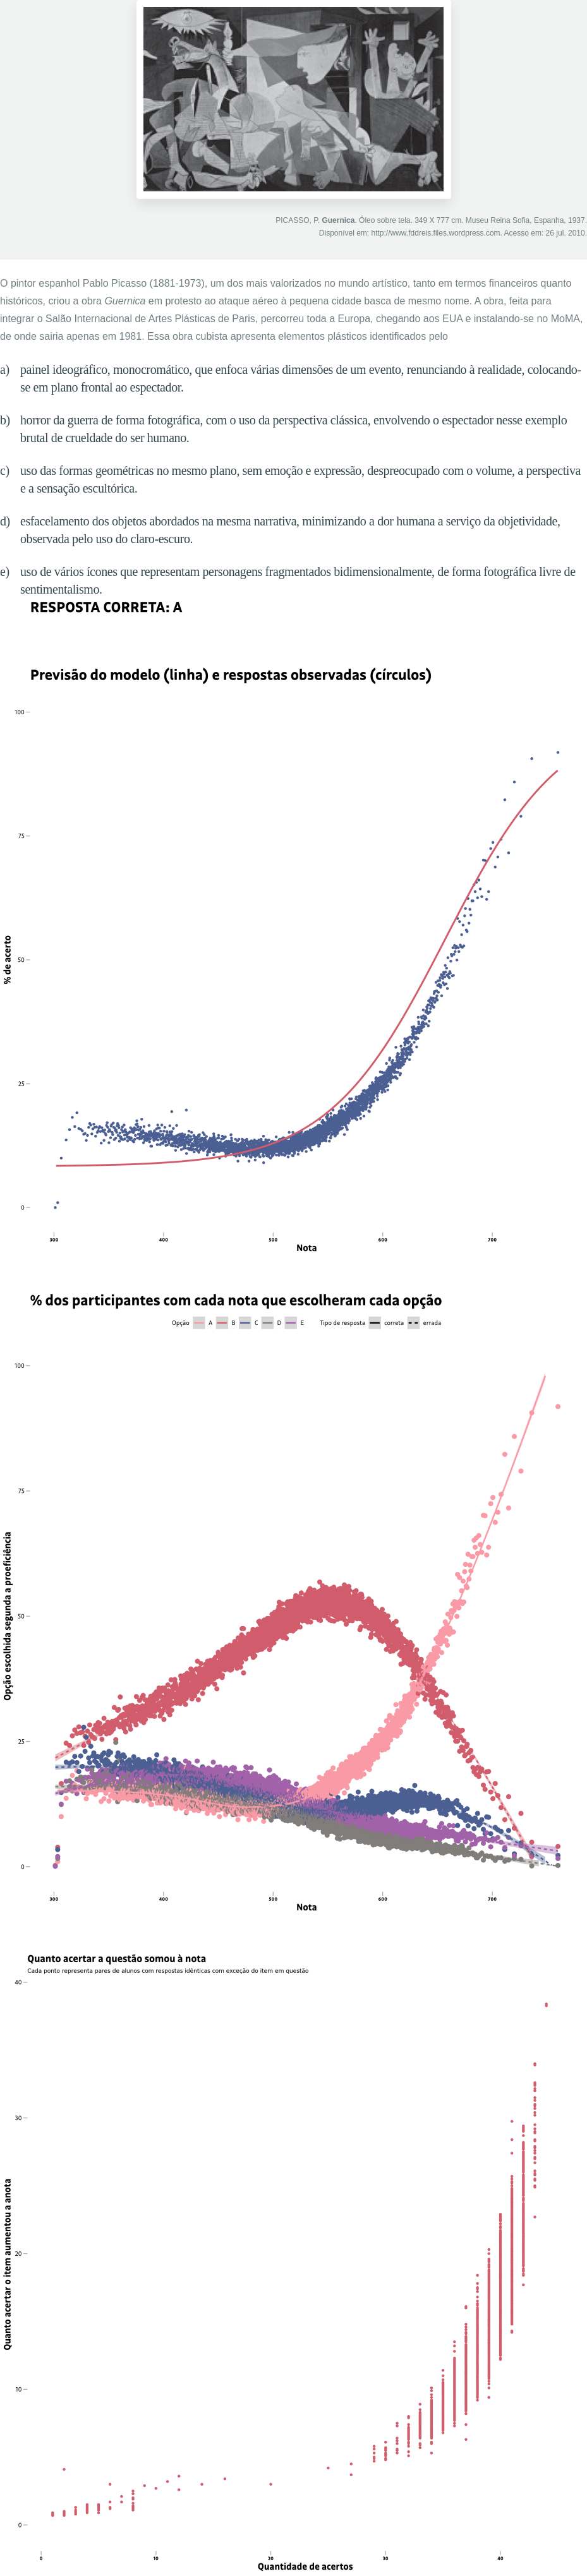 PICASSO, P. Guernica. Óleo sobre tela. 349 X 777 cm. Museu Reina Sofia, Espanha, 1937.
Disponível em: http://www.fddreis.files.wordpress.com. Acesso em: 26 jul. 2010.
O pintor espanhol Pablo Picasso (1881-1973), um dos mais valorizados no mundo artístico, tanto em termos financeiros quanto
históricos, criou a obra Guernica em protesto ao ataque aéreo à pequena cidade basca de mesmo nome. A obra, feita para
integrar o Salão Internacional de Artes Plásticas de Paris, percorreu toda a Europa, chegando aos EUA e instalando-se no MoMA,
de onde sairia apenas em 1981. Essa obra cubista apresenta elementos plásticos identificados pelo
a) painel ideográfico, monocromático, que enfoca várias dimensões de um evento, renunciando à realidade, colocando-
se em plano frontal ao espectador.
b) horror da guerra de forma fotográfica, com o uso da perspectiva clássica, envolvendo o espectador nesse exemplo
brutal de crueldade do ser humano.
c) uso das formas geométricas no mesmo plano, sem emoção e expressão, despreocupado com o volume, a perspectiva
e a sensação escultórica.
d) esfacelamento dos objetos abordados na mesma narrativa, minimizando a dor humana a serviço da objetividade,
observada pelo uso do claro-escuro.
e) uso de vários ícones que representam personagens fragmentados bidimensionalmente, de forma fotográfica livre de
sentimentalismo.
RESPOSTA CORRETA: A
Previsão do modelo (linha) e respostas observadas (círculos)
100
75
% de acerto
50
25
0
300 400 500 600 700
Nota
% dos participantes com cada nota que escolheram cada opção
Opção A B C D E Tipo de resposta correta errada
100
75
Opção escolhida segunda a proeficiência
50
25
0
300 400 500 600 700
Nota
Quanto acertar a questão somou à nota
Cada ponto representa pares de alunos com respostas idênticas com exceção do item em questão
40
30
Quanto acertar o item aumentou a anota
20
10
0
0 10 20 30 40
Quantidade de acertos